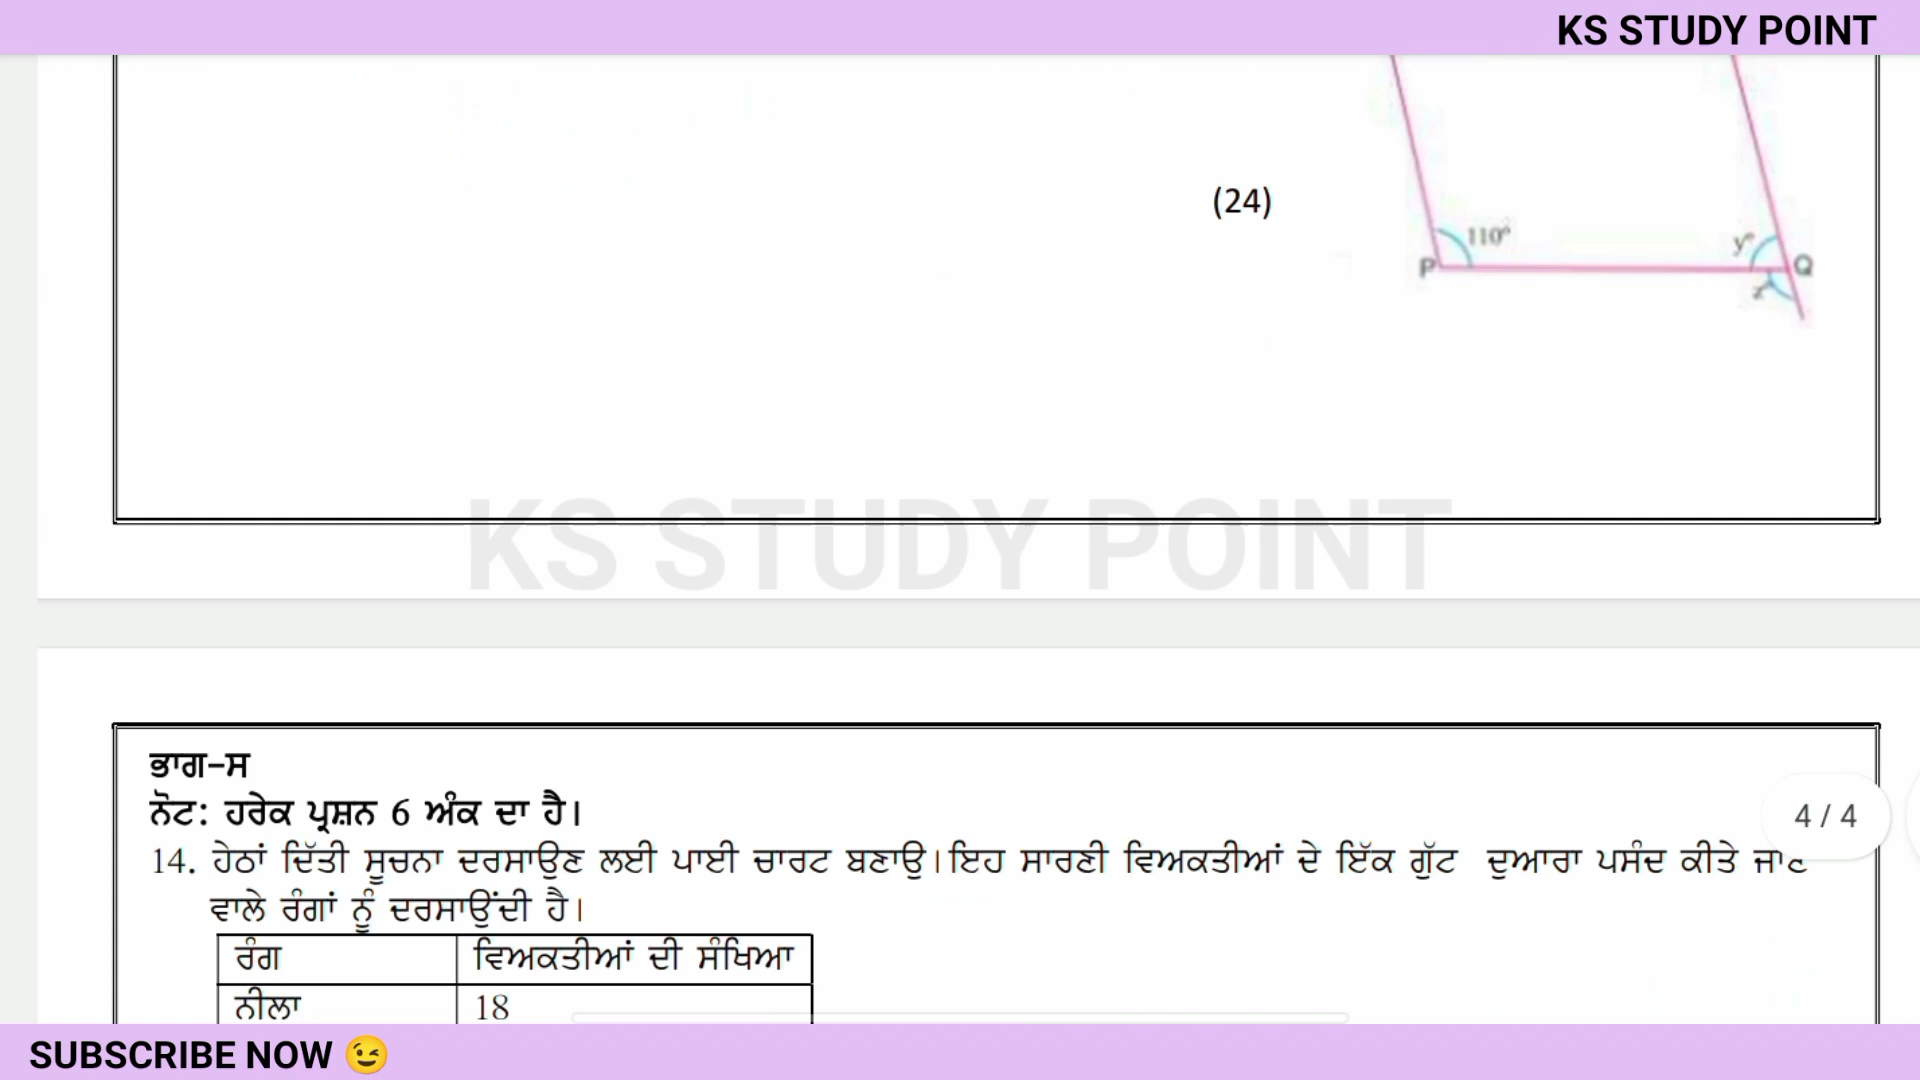 KS STUDY POINT
(24)
110°
y°
P
Q
z
KS STUDY POINT
ਭਾਗ-ਸ
ਨੋਟ: ਹਰੇਕ ਪ੍ਰਸ਼ਨ 6 ਅੰਕ ਦਾ ਹੈ।
4 / 4
14. ਹੇਠਾਂ ਦਿੱਤੀ ਸੂਚਨਾ ਦਰਸਾਉਣ ਲਈ ਪਾਈ ਚਾਰਟ ਬਣਾਉ।ਇਹ ਸਾਰਣੀ ਵਿਅਕਤੀਆਂ ਦੇ ਇੱਕ ਗੁੱਟ ਦੁਆਰਾ ਪਸੰਦ ਕੀਤੇ ਜਾਣ
ਵਾਲੇ ਰੰਗਾਂ ਨੂੰ ਦਰਸਾਉਂਦੀ ਹੈ।
ਰੰਗ ਵਿਅਕਤੀਆਂ ਦੀ ਸੰਖਿਆ
ਨੀਲਾ 18
SUBSCRIBE NOW 😉